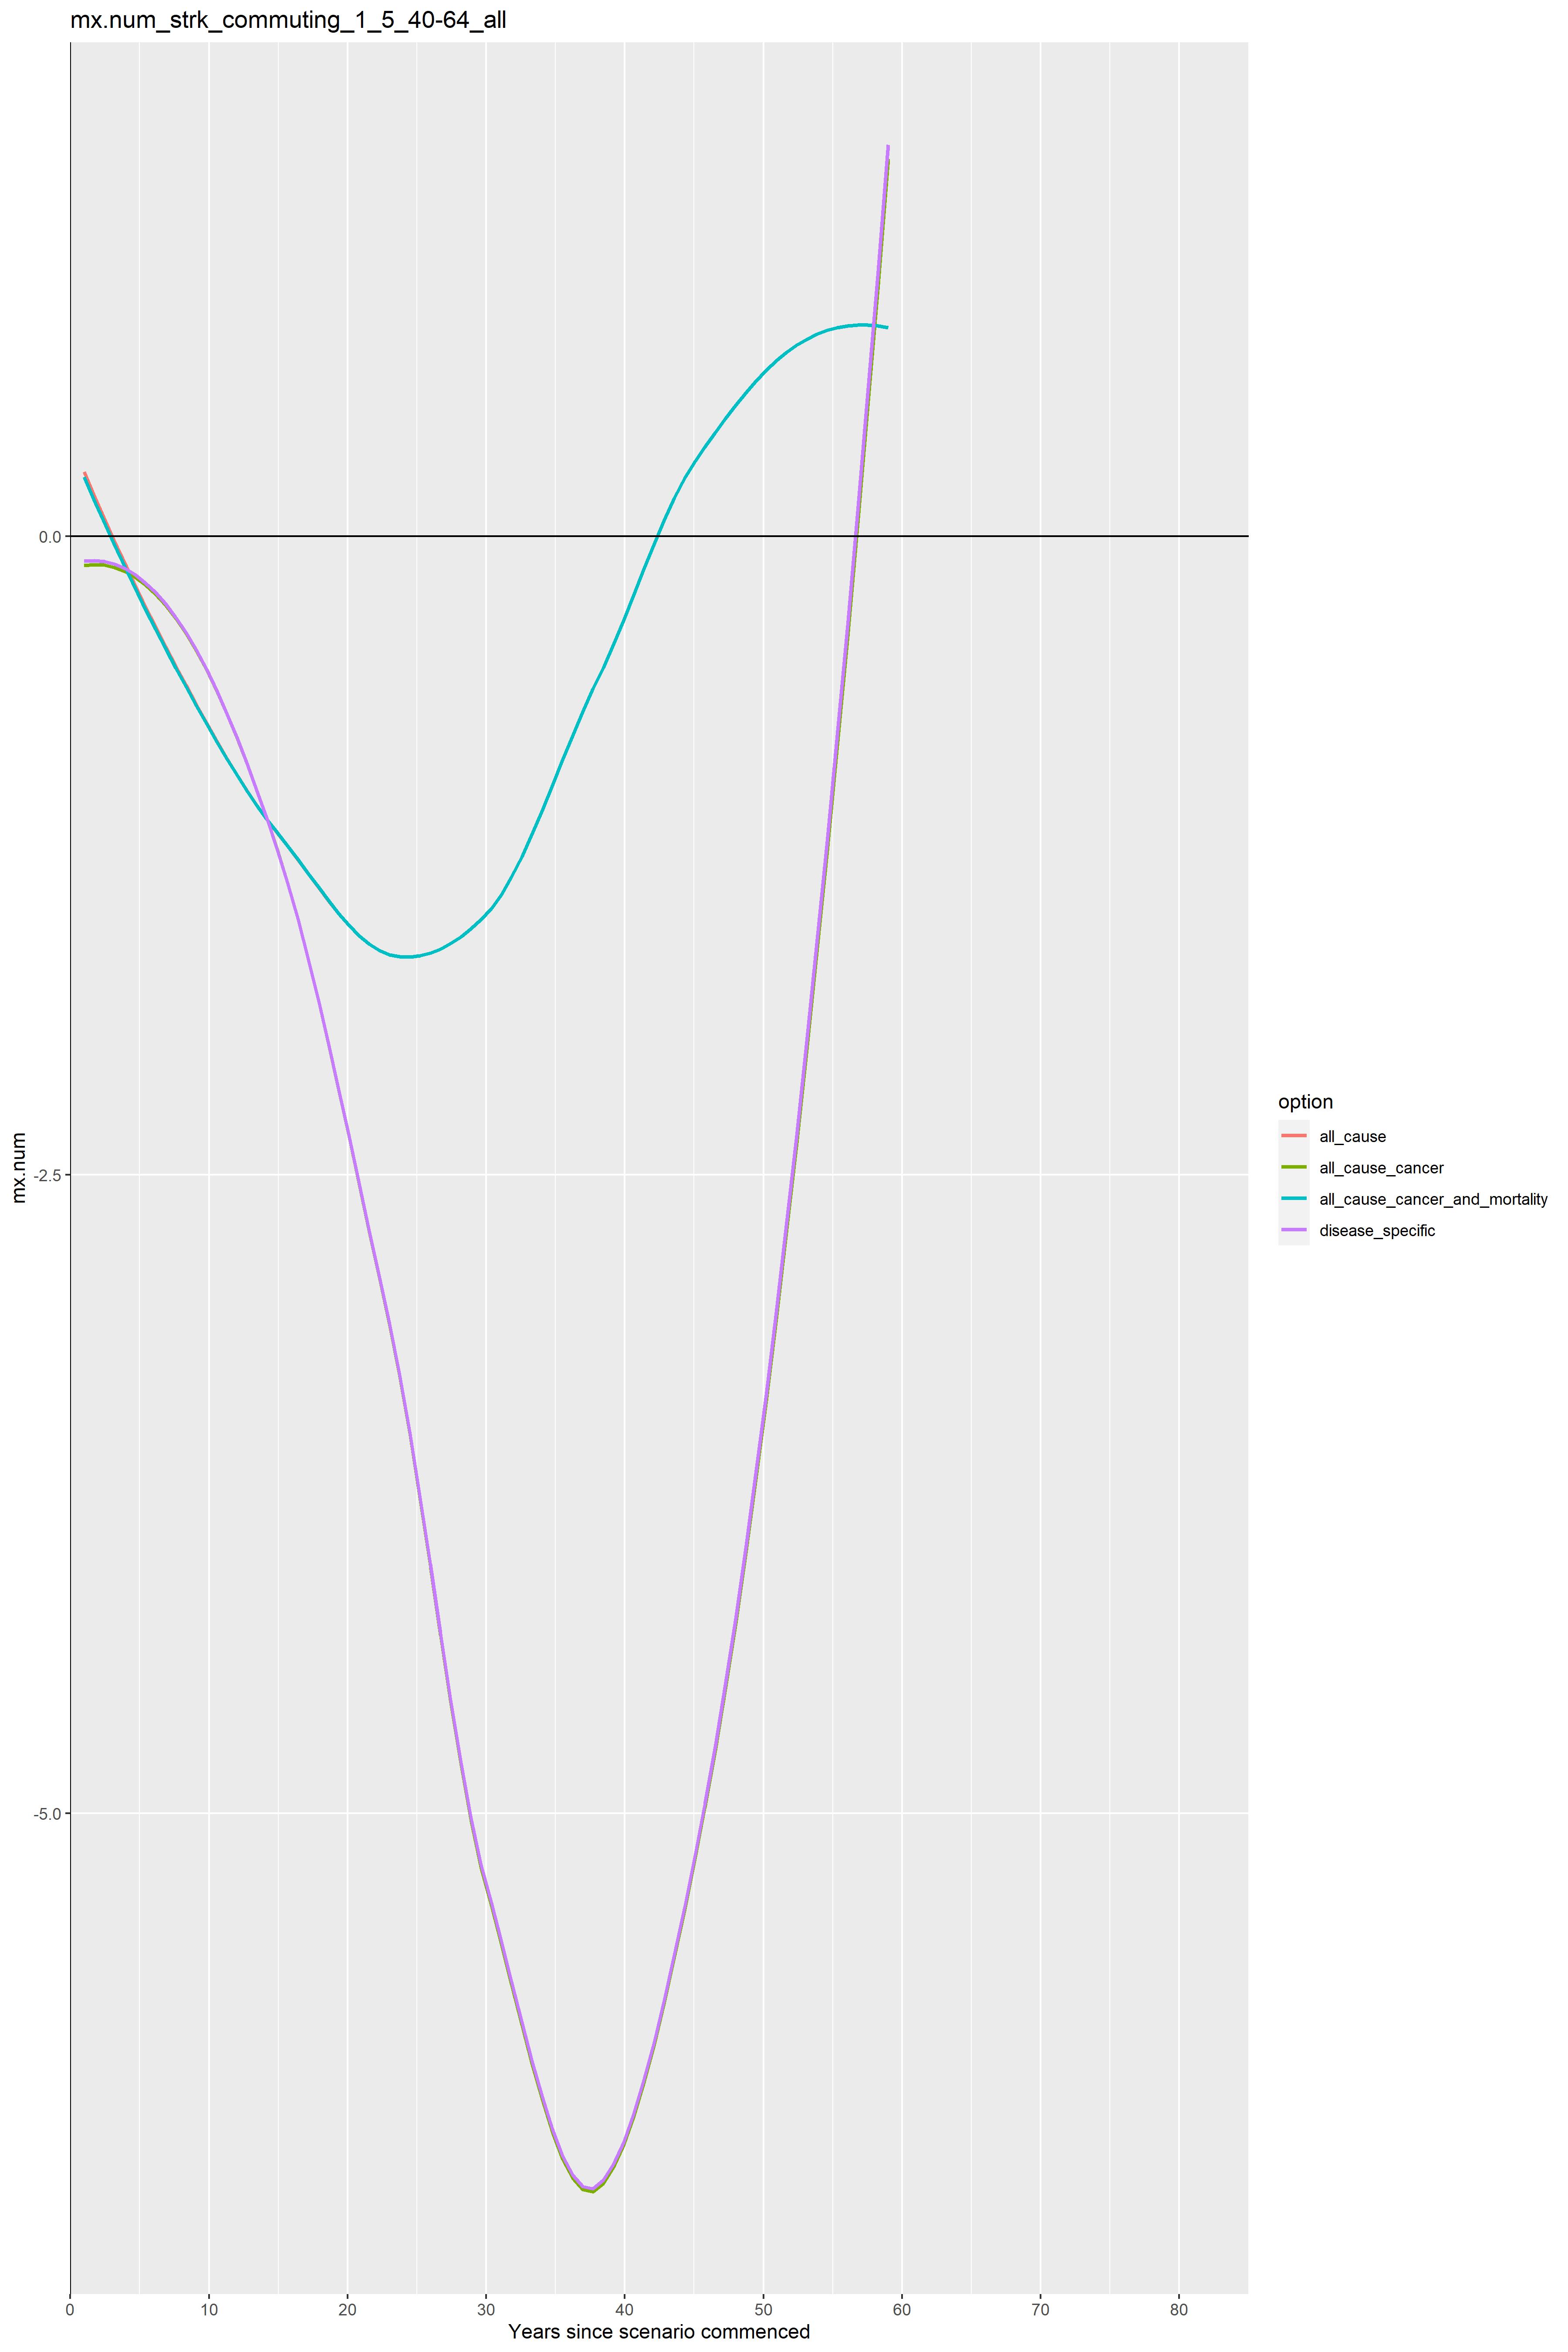 mx.num_strk_commuting_1_5_40-64_all
mx.num
0.0
-2.5
-5.0
0 10 20 30 40 50 60 70 80
Years since scenario commenced
option
all_cause
all_cause_cancer
all_cause_cancer_and_mortality
disease_specific